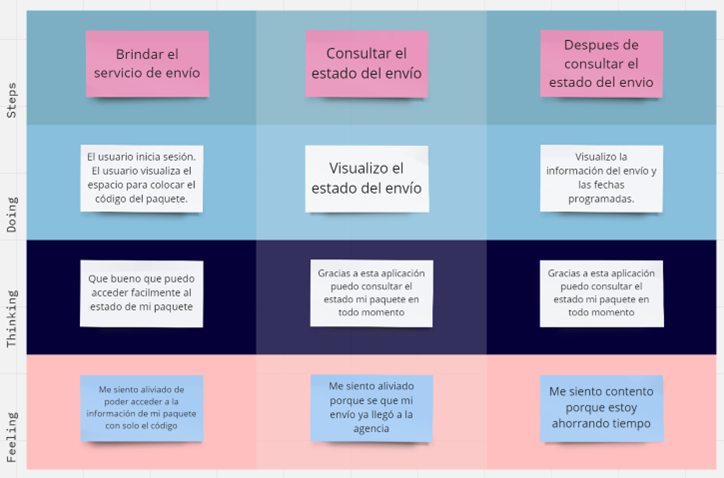 Steps
Brindar el
servicio de envío
Consultar el
estado del envío
Despues de
consultar el
estado del envio
Doing
El usuario inicia sesión.
El usuario visualiza el
espacio para colocar el
código del paquete.
Visualizo el
estado del envío
Visualizo la
información del envío y
las fechas
programadas.
Thinking
Que bueno que puedo
acceder facilmente al
estado de mi paquete
Gracias a esta aplicación
puedo consultar el
estado mi paquete en
todo momento
Gracias a esta aplicación
puedo consultar el
estado mi paquete en
todo momento
Feeling
Me siento aliviado de
poder acceder a la
información de mi paquete
con solo el código
Me siento aliviado
porque se que mi
envío ya llegó a la
agencia
Me siento contento
porque estoy
ahorrando tiempo